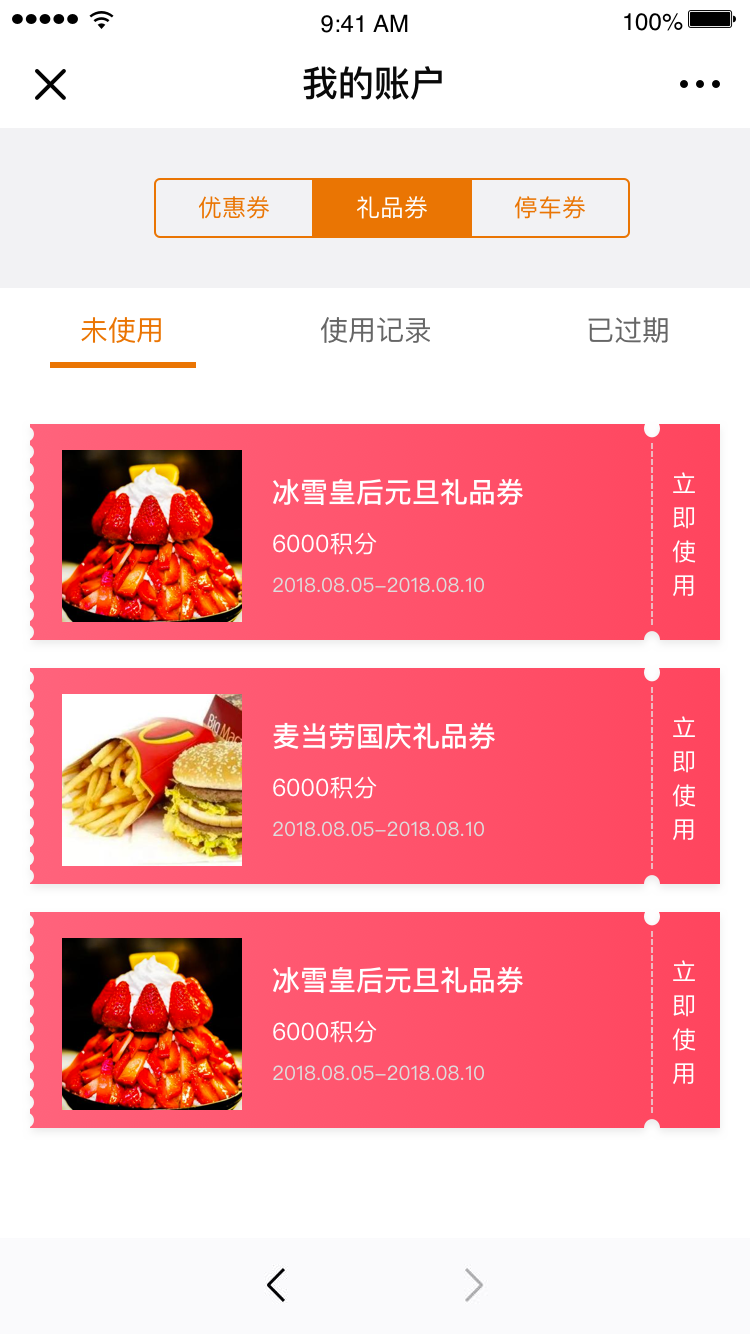 9:41 AM
100%
我的账户
优惠券
礼品券
停车券
未使用
使用记录
已过期
冰雪皇后元旦礼品券
6000积分
2018.08.05-2018.08.10
立即使用
Big Mac
麦当劳国庆礼品券
6000积分
2018.08.05-2018.08.10
立即使用
冰雪皇后元旦礼品券
6000积分
2018.08.05-2018.08.10
立即使用